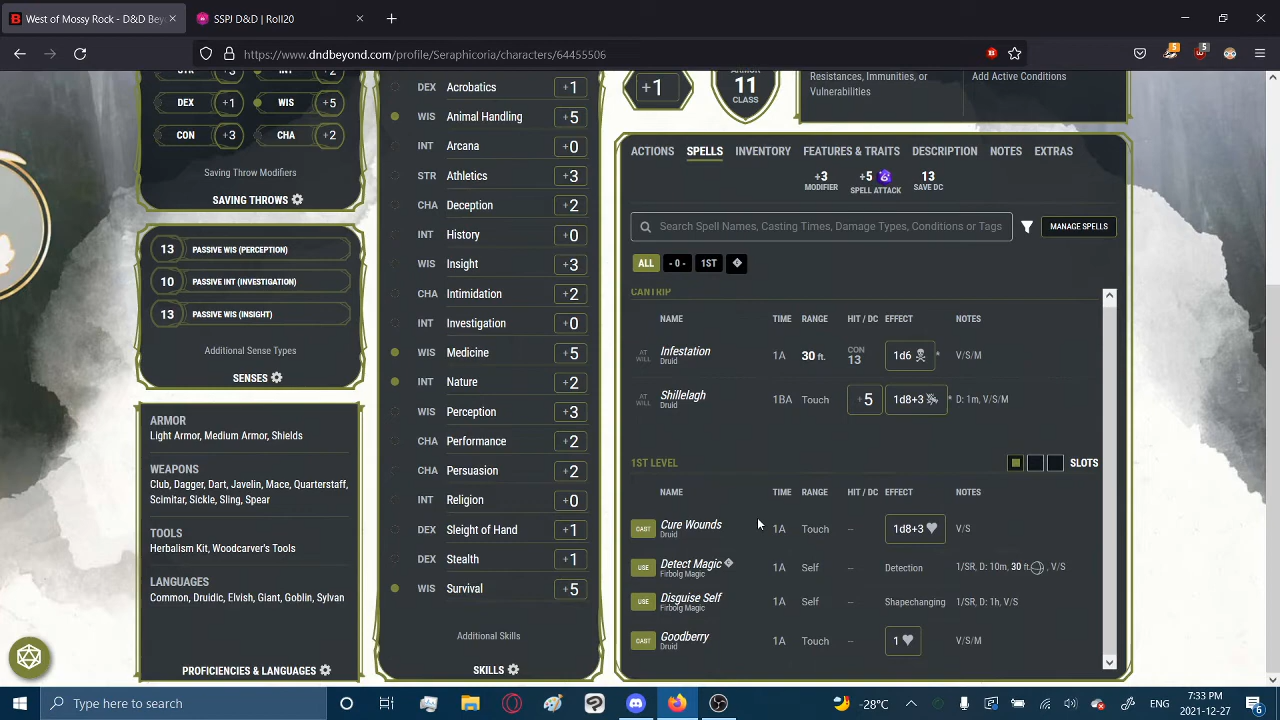 West of Mossy Rock - D&D Bey
SSPJ D&D | Roll20
https://www.dndbeyond.com/profile/Seraphicoria/characters/64455506
5
5
STR +3 INT +2
DEX +1 WIS +5
CON +3 CHA +2
Saving Throw Modifiers
SAVING THROWS
13 PASSIVE WIS (PERCEPTION)
10 PASSIVE INT (INVESTIGATION)
13 PASSIVE WIS (INSIGHT)
Additional Sense Types
SENSES
ARMOR
Light Armor, Medium Armor, Shields
WEAPONS
Club, Dagger, Dart, Javelin, Mace, Quarterstaff,
Scimitar, Sickle, Sling, Spear
TOOLS
Herbalism Kit, Woodcarver's Tools
LANGUAGES
Common, Druidic, Elvish, Giant, Goblin, Sylvan
PROFICIENCIES & LANGUAGES
DEX Acrobatics +1
WIS Animal Handling +5
INT Arcana +0
STR Athletics +3
CHA Deception +2
INT History +0
WIS Insight +3
CHA Intimidation +2
INT Investigation +0
WIS Medicine +5
INT Nature +2
WIS Perception +3
CHA Performance +2
CHA Persuasion +2
INT Religion +0
DEX Sleight of Hand +1
DEX Stealth +1
WIS Survival +5
Additional Skills
SKILLS
+1
ARMOR
11
CLASS
Resistances, Immunities, or
Vulnerabilities
Add Active Conditions
ACTIONS SPELLS INVENTORY FEATURES & TRAITS DESCRIPTION NOTES EXTRAS
+3 +5 13
MODIFIER SPELL ATTACK SAVE DC
Search Spell Names, Casting Times, Damage Types, Conditions or Tags
MANAGE SPELLS
ALL - 0 - 1ST
CANTRIP
NAME TIME RANGE HIT / DC EFFECT NOTES
AT WILL Infestation 1A 30 ft. CON 13 1d6 * V/S/M
Druid
AT WILL Shillelagh 1BA Touch +5 1d8+3 * D: 1m, V/S/M
Druid
1ST LEVEL SLOTS
NAME TIME RANGE HIT / DC EFFECT NOTES
CAST Cure Wounds 1A Touch -- 1d8+3 V/S
Druid
USE Detect Magic 1A Self -- Detection 1/SR, D: 10m, 30 ft. , V/S
Firbolg Magic
USE Disguise Self 1A Self -- Shapechanging 1/SR, D: 1h, V/S
Firbolg Magic
CAST Goodberry 1A Touch -- 1 V/S/M
Druid
Type here to search
-28°C
ENG
7:33 PM
2021-12-27
6